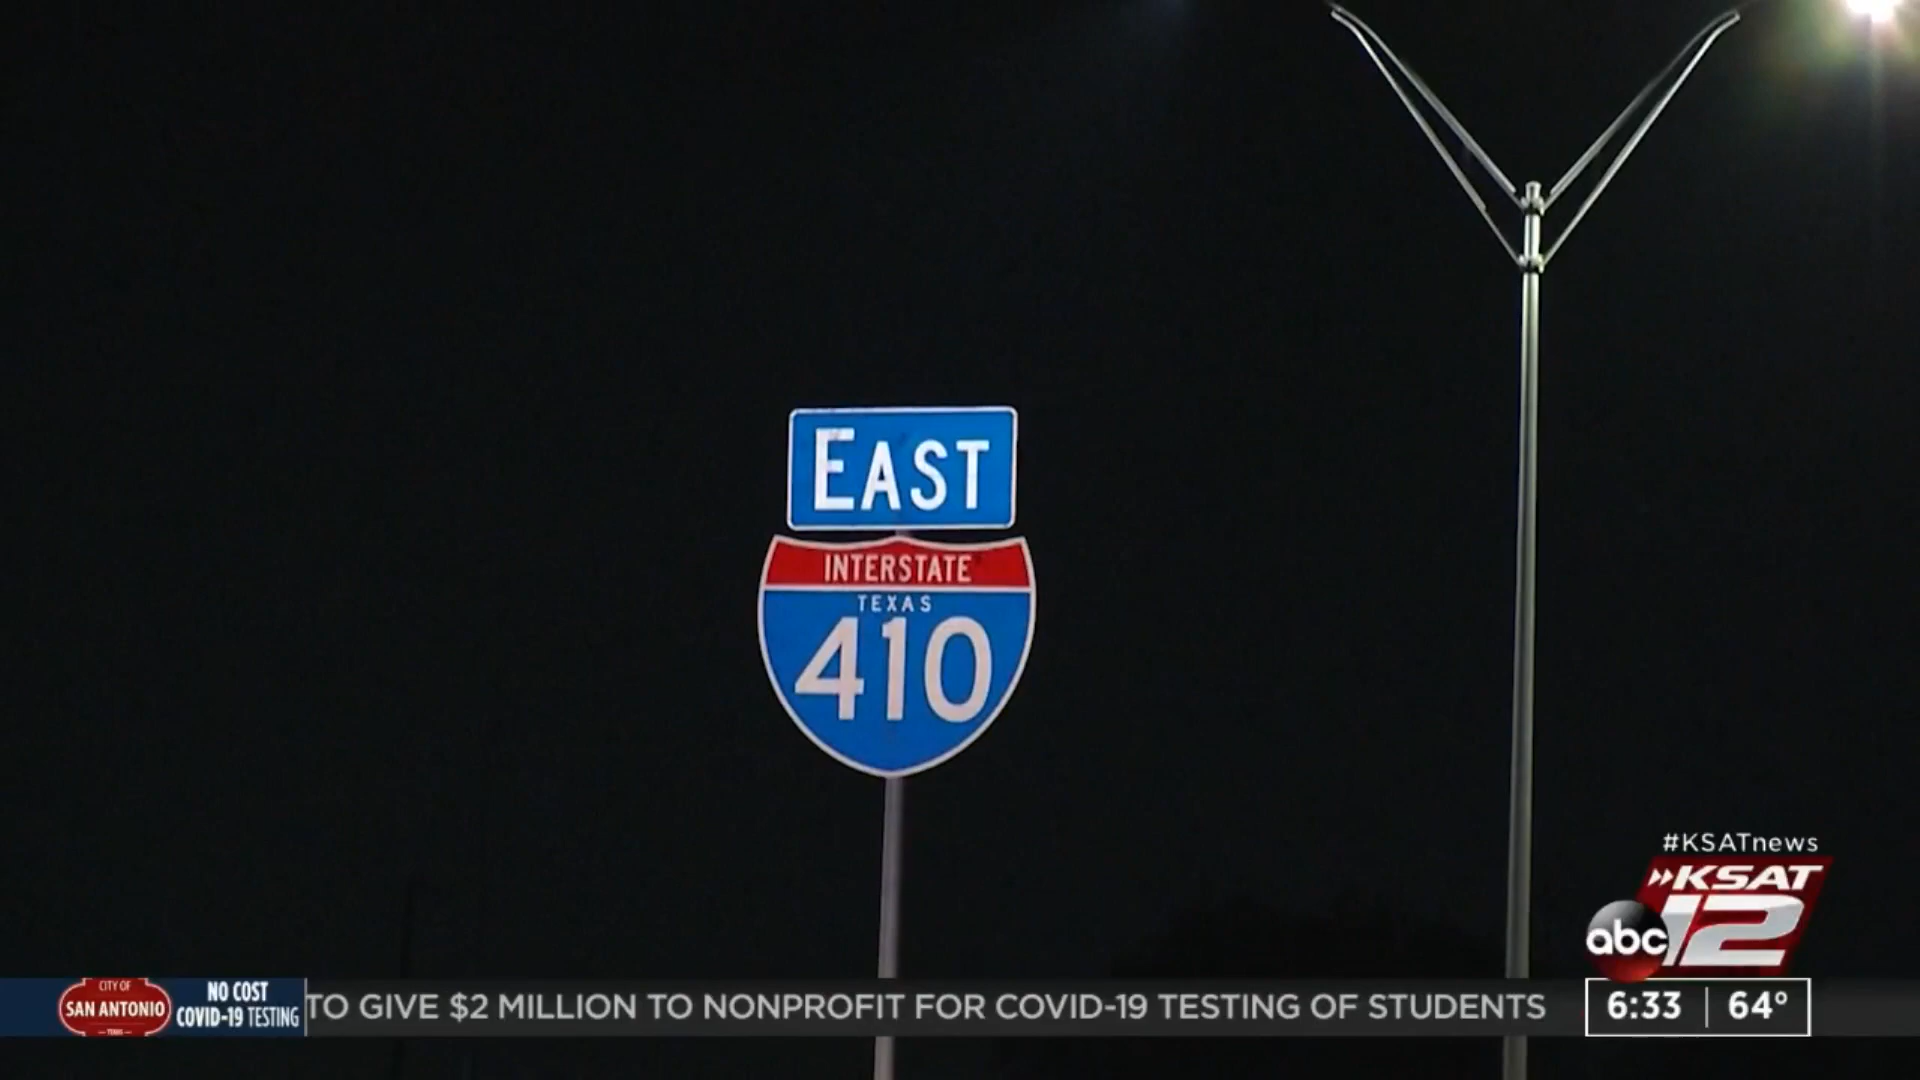 EAST
INTERSTATE
TEXAS
410
#KSATnews
KSAT
12
abc
CITY OF
SAN ANTONIO
TEXAS
NO COST
COVID-19 TESTING
TO GIVE $2 MILLION TO NONPROFIT FOR COVID-19 TESTING OF STUDENTS
6:33 64°